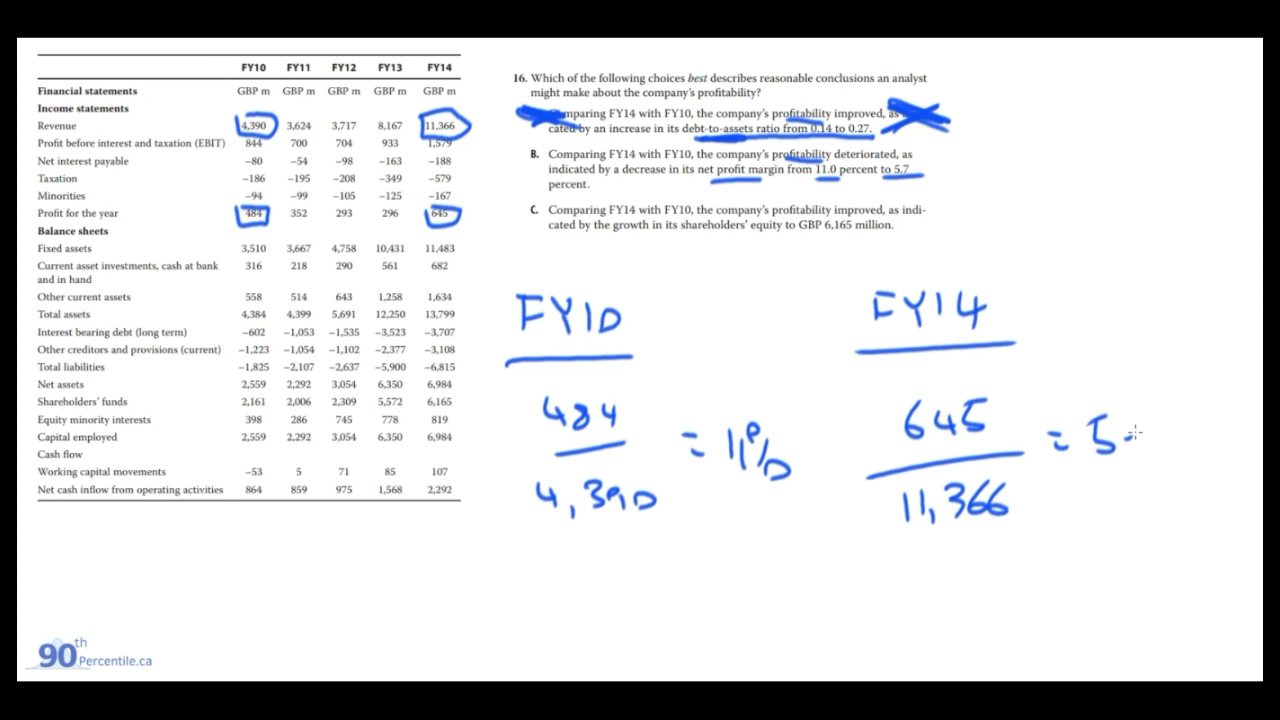 FY10 FY11 FY12 FY13 FY14
Financial statements GBP m GBP m GBP m GBP m GBP m
Income statements
Revenue 4,390 3,624 3,717 8,167 11,366
Profit before interest and taxation (EBIT) 844 700 704 933 1,579
Net interest payable −80 −54 −98 −163 −188
Taxation −186 −195 −208 −349 −579
Minorities −94 −99 −105 −125 −167
Profit for the year 484 352 293 296 645
Balance sheets
Fixed assets 3,510 3,667 4,758 10,431 11,483
Current asset investments, cash at bank 316 218 290 561 682
and in hand
Other current assets 558 514 643 1,258 1,634
Total assets 4,384 4,399 5,691 12,250 13,799
Interest bearing debt (long term) −602 −1,053 −1,535 −3,523 −3,707
Other creditors and provisions (current) −1,223 −1,054 −1,102 −2,377 −3,108
Total liabilities −1,825 −2,107 −2,637 −5,900 −6,815
Net assets 2,559 2,292 3,054 6,350 6,984
Shareholders' funds 2,161 2,006 2,309 5,572 6,165
Equity minority interests 398 286 745 778 819
Capital employed 2,559 2,292 3,054 6,350 6,984
Cash flow
Working capital movements −53 5 71 85 107
Net cash inflow from operating activities 864 859 975 1,568 2,292
16. Which of the following choices best describes reasonable conclusions an analyst
might make about the company's profitability?
mparing FY14 with FY10, the company's profitability improved, as
cated by an increase in its debt-to-assets ratio from 0.14 to 0.27.
B. Comparing FY14 with FY10, the company's profitability deteriorated, as
indicated by a decrease in its net profit margin from 11.0 percent to 5.7
percent.
C. Comparing FY14 with FY10, the company's profitability improved, as indi-
cated by the growth in its shareholders' equity to GBP 6,165 million.
FY10
484
4,390
= 11%
FY14
645
11,366
= 5.
90th
Percentile.ca